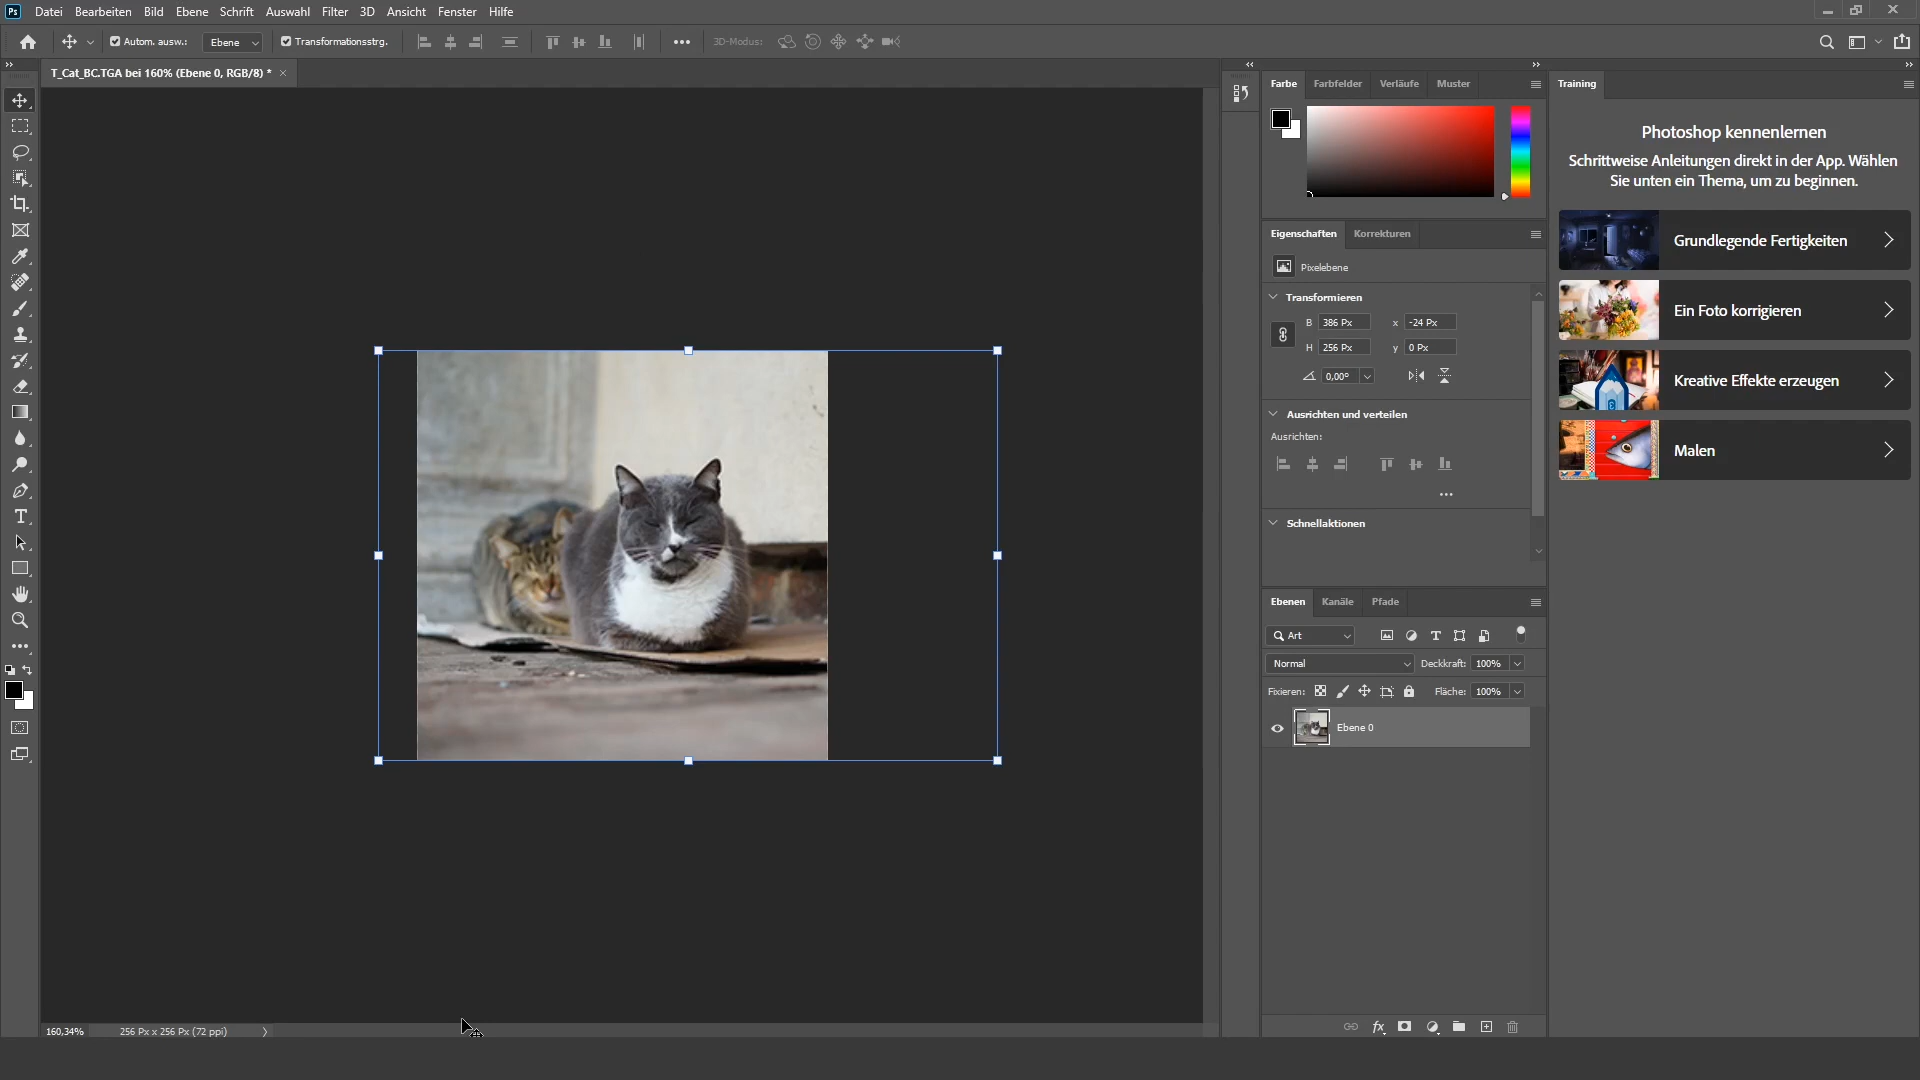 Ps Datei Bearbeiten Bild Ebene Schrift Auswahl Filter 3D Ansicht Fenster Hilfe
Autom. ausw.: Ebene Transformationsstrg. 3D-Modus:
T_Cat_BC.TGA bei 160% (Ebene 0, RGB/8) *
Farbe Farbfelder Verläufe Muster
Eigenschaften Korrekturen
Pixelebene
Transformieren
B 386 Px x -24 Px
H 256 Px y 0 Px
0,00°
Ausrichten und verteilen
Ausrichten:
Schnellaktionen
Ebenen Kanäle Pfade
Art
Normal Deckkraft: 100%
Fixieren: Fläche: 100%
Ebene 0
Training
Photoshop kennenlernen
Schrittweise Anleitungen direkt in der App. Wählen
Sie unten ein Thema, um zu beginnen.
Grundlegende Fertigkeiten
Ein Foto korrigieren
Kreative Effekte erzeugen
Malen
160,34% 256 Px x 256 Px (72 ppi)